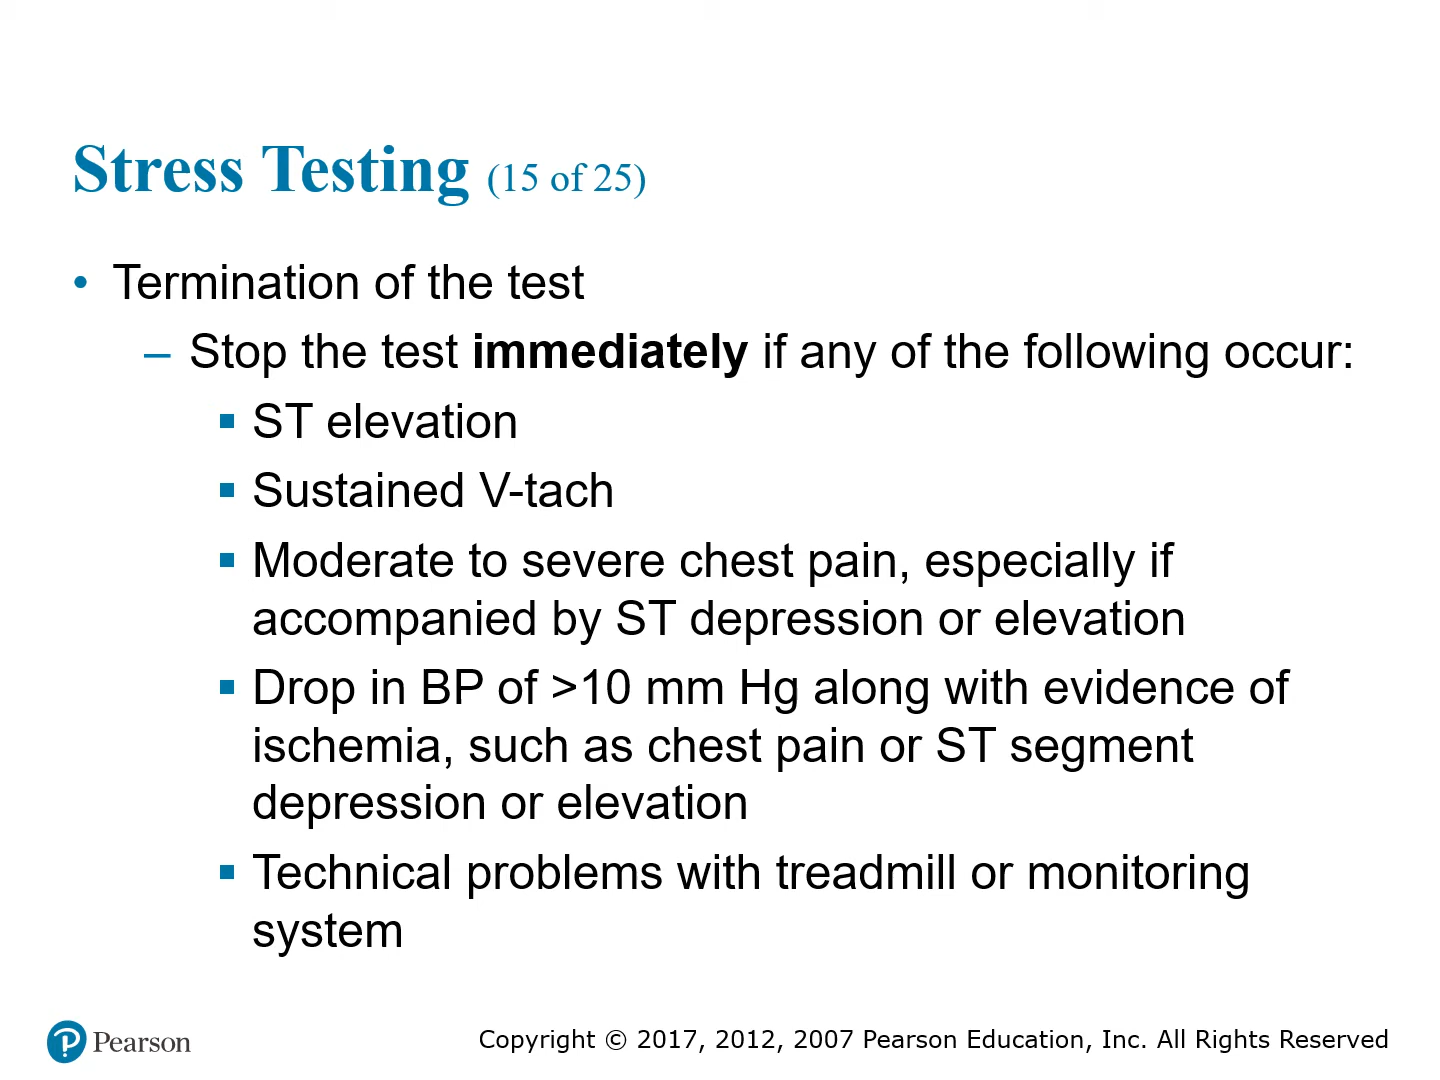 Stress Testing (15 of 25)
• Termination of the test
– Stop the test immediately if any of the following occur:
▪ ST elevation
▪ Sustained V-tach
▪ Moderate to severe chest pain, especially if
accompanied by ST depression or elevation
▪ Drop in BP of >10 mm Hg along with evidence of
ischemia, such as chest pain or ST segment
depression or elevation
▪ Technical problems with treadmill or monitoring
system
Pearson
Copyright © 2017, 2012, 2007 Pearson Education, Inc. All Rights Reserved